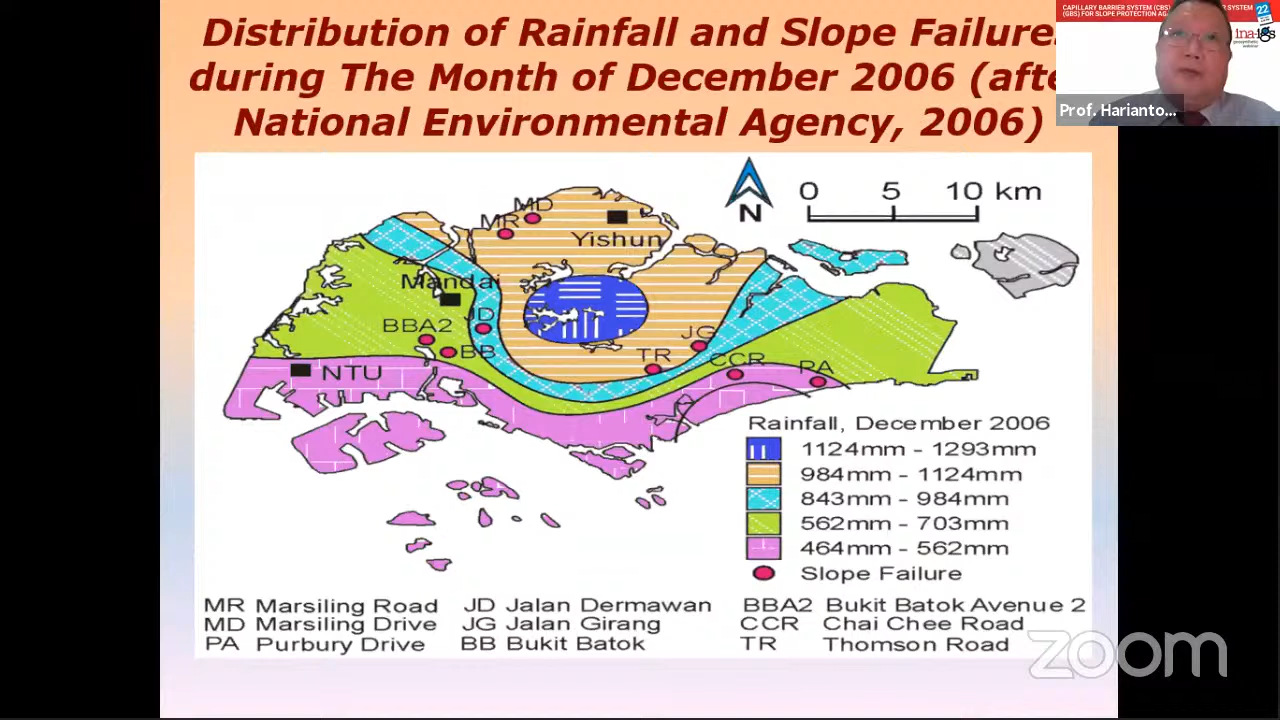 Distribution of Rainfall and Slope Failure
during The Month of December 2006 (afte
National Environmental Agency, 2006)
CAPILLARY BARRIER SYSTEM (CBS)
SYSTEM
(GBS) FOR SLOPE PROTECTION AG
22
ina-igs
Prof. Harianto...
N
0 5 10 km
MD
MR
Yishun
Mandai
JD
BBA2
BB
JG
TR
CCR
PA
NTU
Rainfall, December 2006
1124mm - 1293mm
984mm - 1124mm
843mm - 984mm
562mm - 703mm
464mm - 562mm
Slope Failure
MR Marsiling Road JD Jalan Dermawan BBA2 Bukit Batok Avenue 2
MD Marsiling Drive JG Jalan Girang CCR Chai Chee Road
PA Purbury Drive BB Bukit Batok TR Thomson Road
zoom